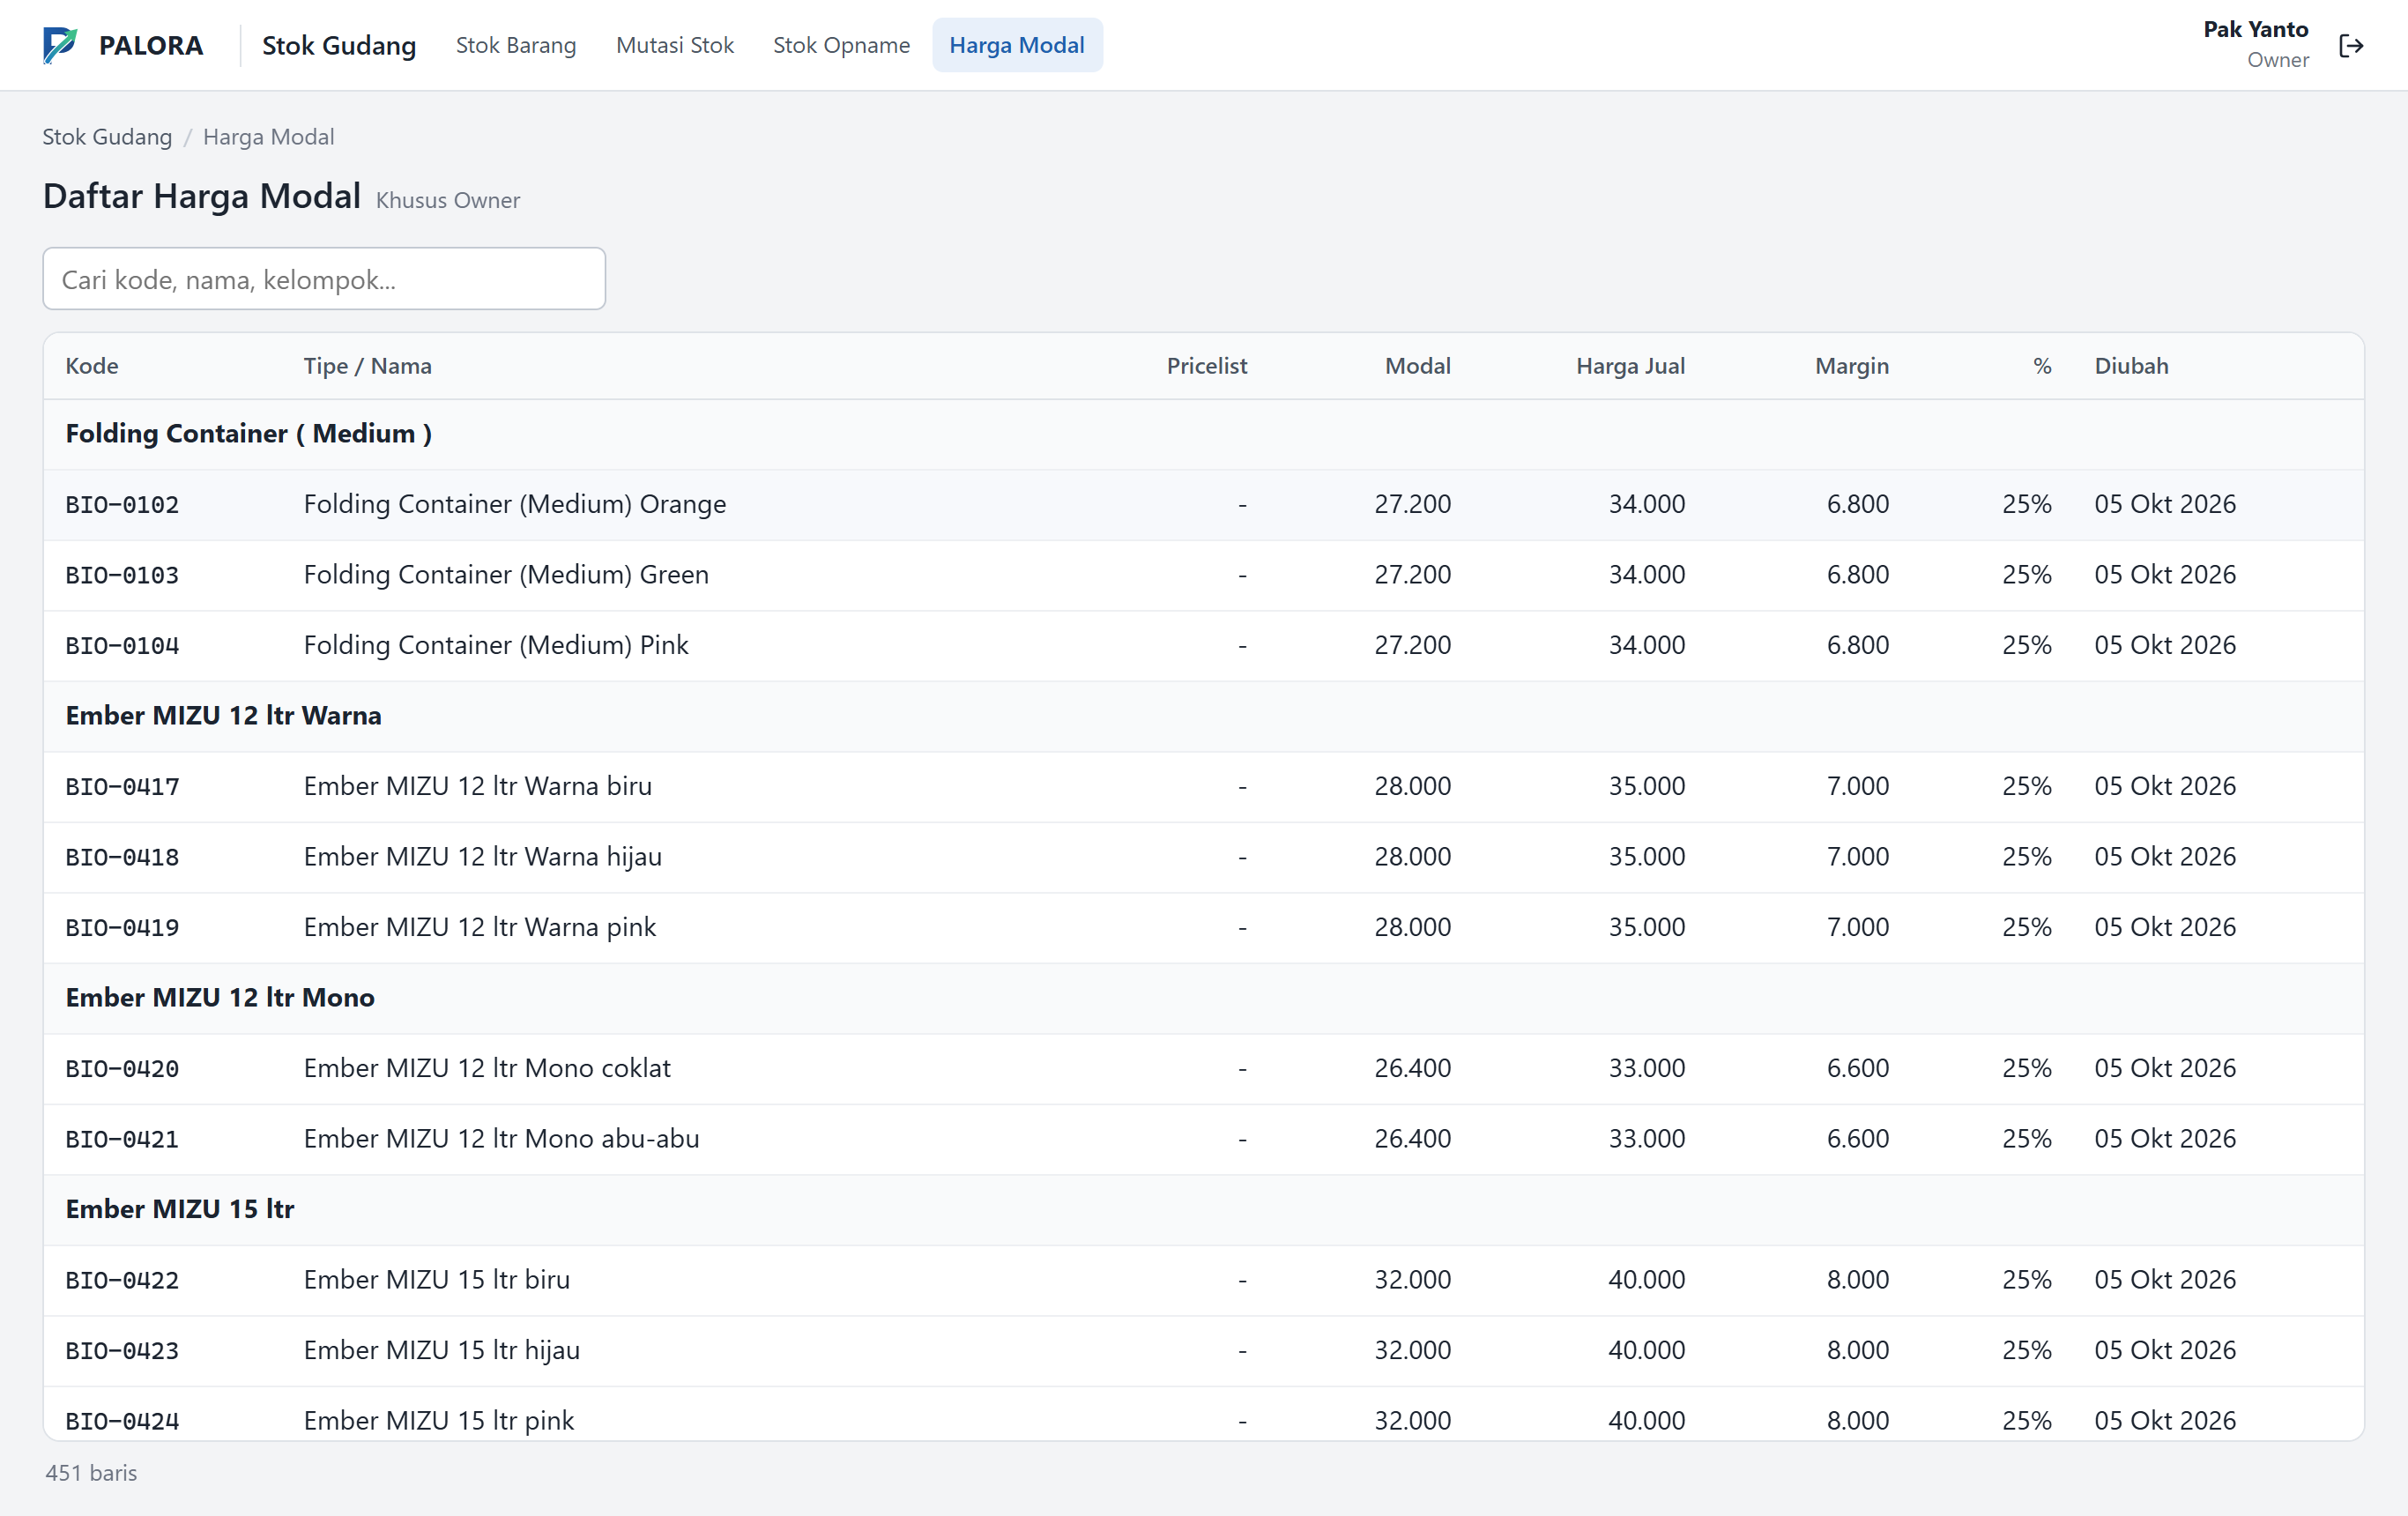 PALORA Stok Gudang Stok Barang Mutasi Stok Stok Opname Harga Modal Pak Yanto
Owner
Stok Gudang / Harga Modal
Daftar Harga Modal Khusus Owner
Cari kode, nama, kelompok...
Kode Tipe / Nama Pricelist Modal Harga Jual Margin % Diubah
Folding Container ( Medium )
BIO-0102 Folding Container (Medium) Orange - 27.200 34.000 6.800 25% 05 Okt 2026
BIO-0103 Folding Container (Medium) Green - 27.200 34.000 6.800 25% 05 Okt 2026
BIO-0104 Folding Container (Medium) Pink - 27.200 34.000 6.800 25% 05 Okt 2026
Ember MIZU 12 ltr Warna
BIO-0417 Ember MIZU 12 ltr Warna biru - 28.000 35.000 7.000 25% 05 Okt 2026
BIO-0418 Ember MIZU 12 ltr Warna hijau - 28.000 35.000 7.000 25% 05 Okt 2026
BIO-0419 Ember MIZU 12 ltr Warna pink - 28.000 35.000 7.000 25% 05 Okt 2026
Ember MIZU 12 ltr Mono
BIO-0420 Ember MIZU 12 ltr Mono coklat - 26.400 33.000 6.600 25% 05 Okt 2026
BIO-0421 Ember MIZU 12 ltr Mono abu-abu - 26.400 33.000 6.600 25% 05 Okt 2026
Ember MIZU 15 ltr
BIO-0422 Ember MIZU 15 ltr biru - 32.000 40.000 8.000 25% 05 Okt 2026
BIO-0423 Ember MIZU 15 ltr hijau - 32.000 40.000 8.000 25% 05 Okt 2026
BIO-0424 Ember MIZU 15 ltr pink - 32.000 40.000 8.000 25% 05 Okt 2026
451 baris